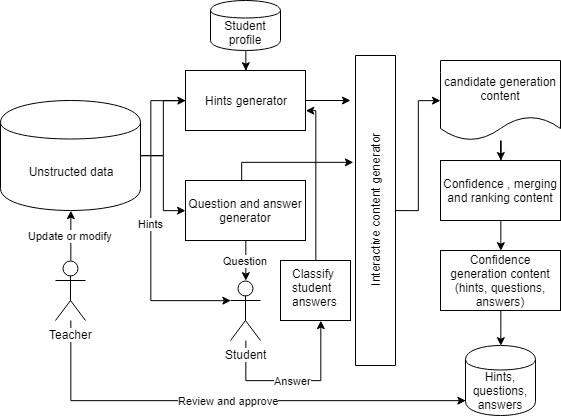 Student
profile
Hints generator
candidate generation
content
Unstructed data
Interactive content generator
Confidence , merging
and ranking content
Question and answer
generator
Hints
Update or modify
Question
Classify
student
answers
Confidence
generation content
(hints, questions,
answers)
Teacher
Student
Answer
Hints,
questions,
answers
Review and approve